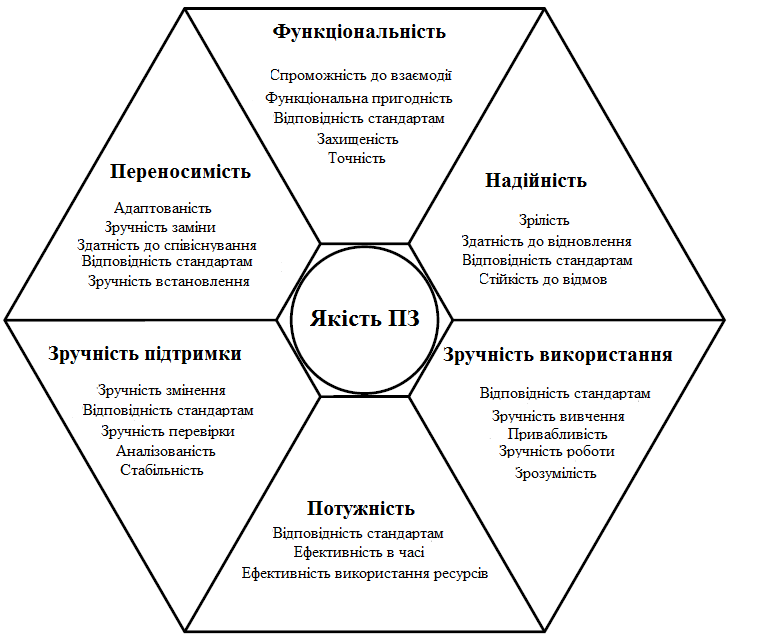 Функціональність
Спроможність до взаємодії
Функціональна пригодність
Відповідність стандартам
Захищеність
Точність
Переносимість
Адаптованість
Зручність заміни
Здатність до співіснування
Відповідність стандартам
Зручність встановлення
Надійність
Зрілість
Здатність до відновлення
Відповідність стандартам
Стійкість до відмов
Якість ПЗ
Зручність підтримки
Зручність змінення
Відповідність стандартам
Зручність перевірки
Аналізованість
Стабільність
Зручність використання
Відповідність стандартам
Зручність вивчення
Привабливість
Зручність роботи
Зрозумілість
Потужність
Відповідність стандартам
Ефективність в часі
Ефективність використання ресурсів